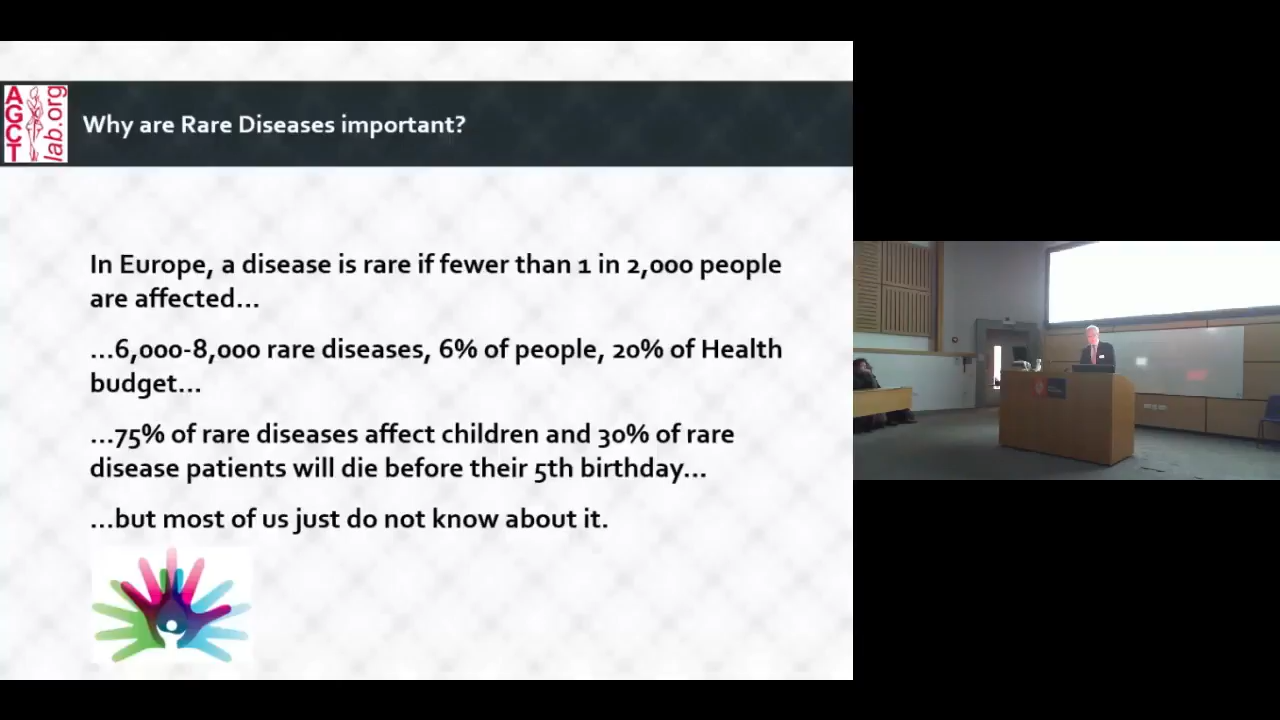 AGCT
lab.org
Why are Rare Diseases important?
In Europe, a disease is rare if fewer than 1 in 2,000 people
are affected...
...6,000-8,000 rare diseases, 6% of people, 20% of Health
budget...
...75% of rare diseases affect children and 30% of rare
disease patients will die before their 5th birthday...
...but most of us just do not know about it.